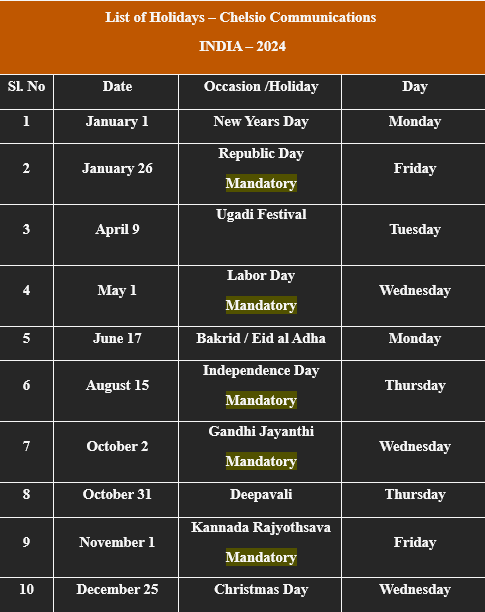 List of Holidays – Chelsio Communications
INDIA – 2024
Sl. No Date Occasion /Holiday Day
1 January 1 New Years Day Monday
2 January 26 Republic Day Friday
Mandatory
3 April 9 Ugadi Festival Tuesday
4 May 1 Labor Day Wednesday
Mandatory
5 June 17 Bakrid / Eid al Adha Monday
6 August 15 Independence Day Thursday
Mandatory
7 October 2 Gandhi Jayanthi Wednesday
Mandatory
8 October 31 Deepavali Thursday
9 November 1 Kannada Rajyothsava Friday
Mandatory
10 December 25 Christmas Day Wednesday